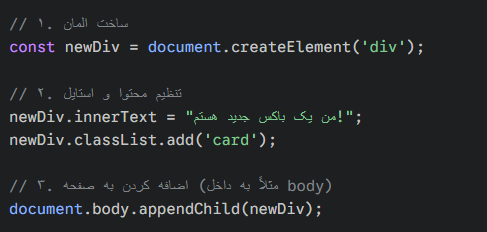 // ۱. ساخت المان
const newDiv = document.createElement('div');
// ۲. تنظیم محتوا و استایل
newDiv.innerText = "من یک باکس جدید هستم!";
newDiv.classList.add('card');
// ۳. اضافه کردن به صفحه (مثلاً به داخل body)
document.body.appendChild(newDiv);